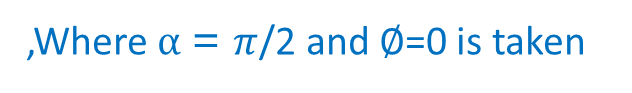 ,Where α = π/2 and Ø=0 is taken